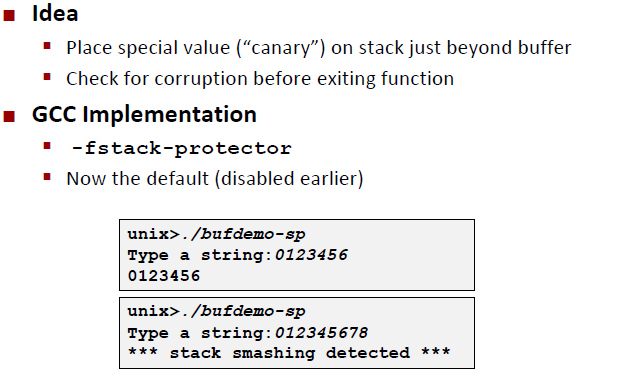 Idea
Place special value (“canary”) on stack just beyond buffer
Check for corruption before exiting function
GCC Implementation
-fstack-protector
Now the default (disabled earlier)
unix>./bufdemo-sp
Type a string:0123456
0123456
unix>./bufdemo-sp
Type a string:012345678
*** stack smashing detected ***